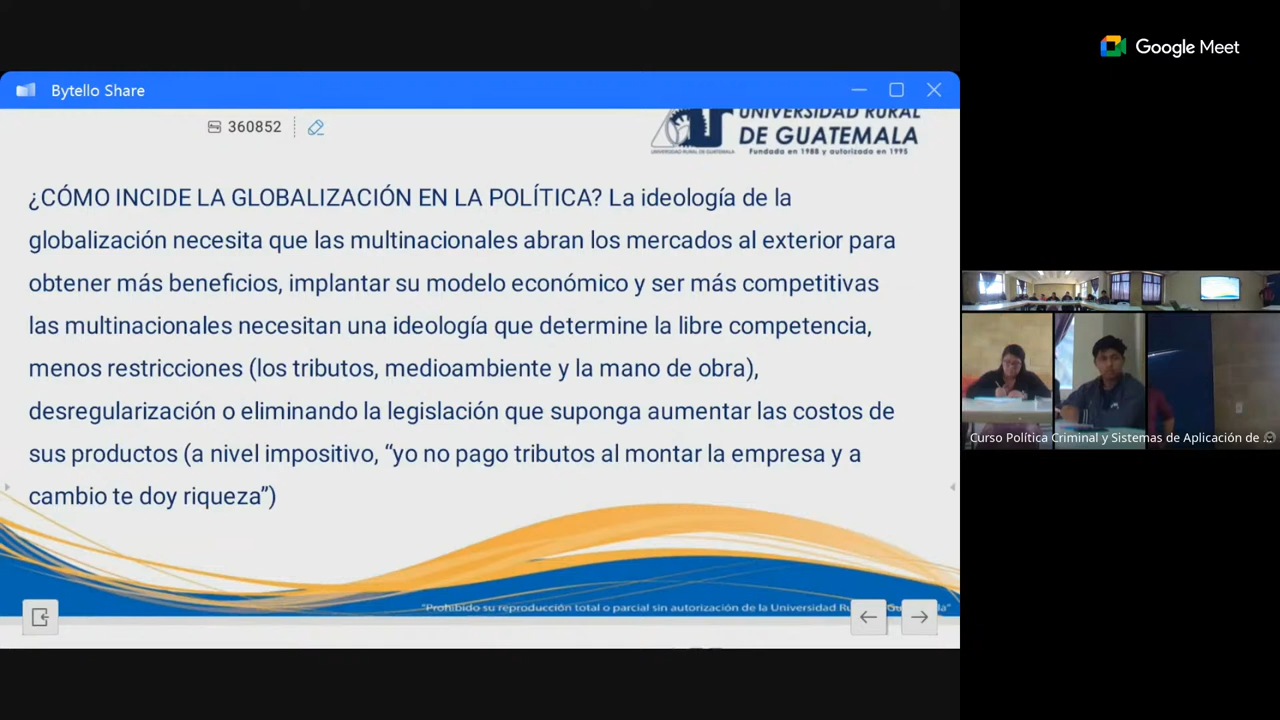 Google Meet
Bytello Share
360852
UNIVERSIDAD RURAL
DE GUATEMALA
Fundada en 1988 y autorizada en 1995
¿CÓMO INCIDE LA GLOBALIZACIÓN EN LA POLÍTICA? La ideología de la
globalización necesita que las multinacionales abran los mercados al exterior para
obtener más beneficios, implantar su modelo económico y ser más competitivas
las multinacionales necesitan una ideología que determine la libre competencia,
menos restricciones (los tributos, medioambiente y la mano de obra),
desregularización o eliminando la legislación que suponga aumentar las costos de
sus productos (a nivel impositivo, “yo no pago tributos al montar la empresa y a
cambio te doy riqueza”)
"Prohibido su reproducción total o parcial sin autorización de la Universidad
Curso Política Criminal y Sistemas de Aplicación de ...